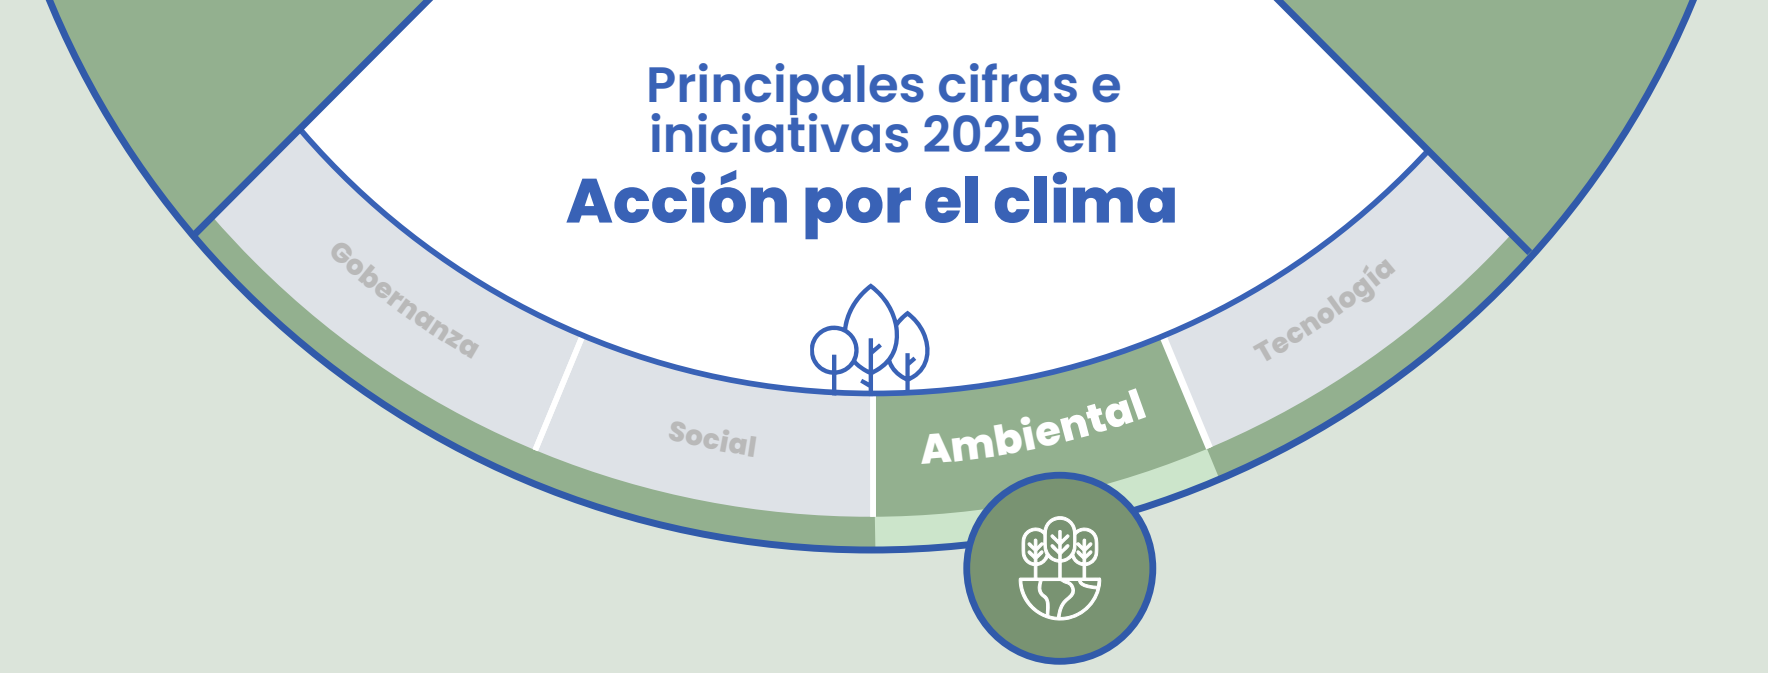 Principales cifras e
iniciativas 2025 en
Acción por el clima
Gobernanza
Social
Ambiental
Tecnología